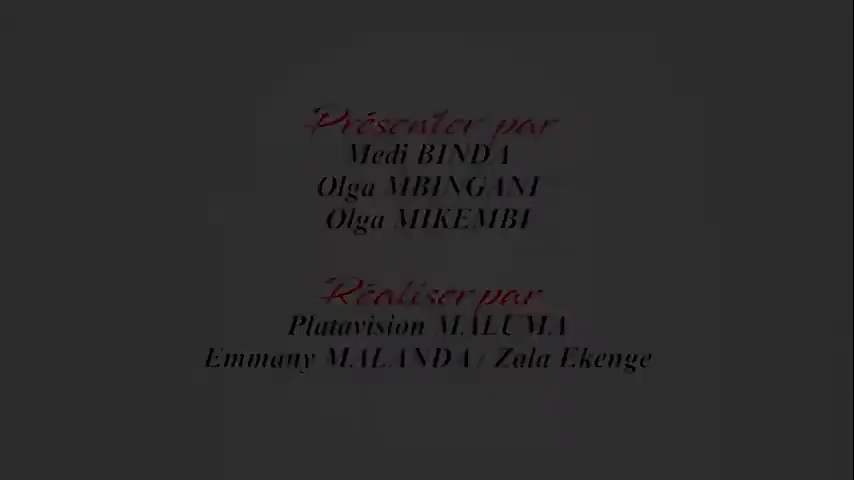 Présenter par
Medi BINDA
Olga MBINGANI
Olga MIKEMBI
Réaliser par
Platavision MALUMA
Emmany MALANDA / Zala Ekenge